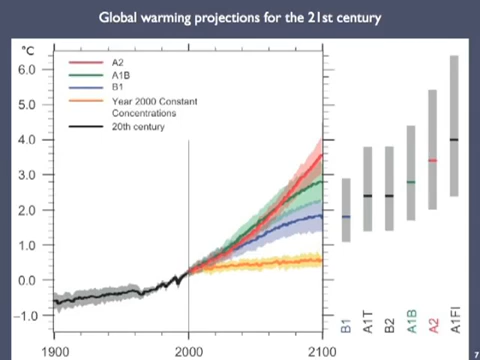 Global warming projections for the 21st century
°C
A2
A1B
B1
Year 2000 Constant
Concentrations
20th century
6.0
5.0
4.0
3.0
2.0
1.0
0.0
−1.0
1900
2000
2100
B1
A1T
B2
A1B
A2
A1FI
7